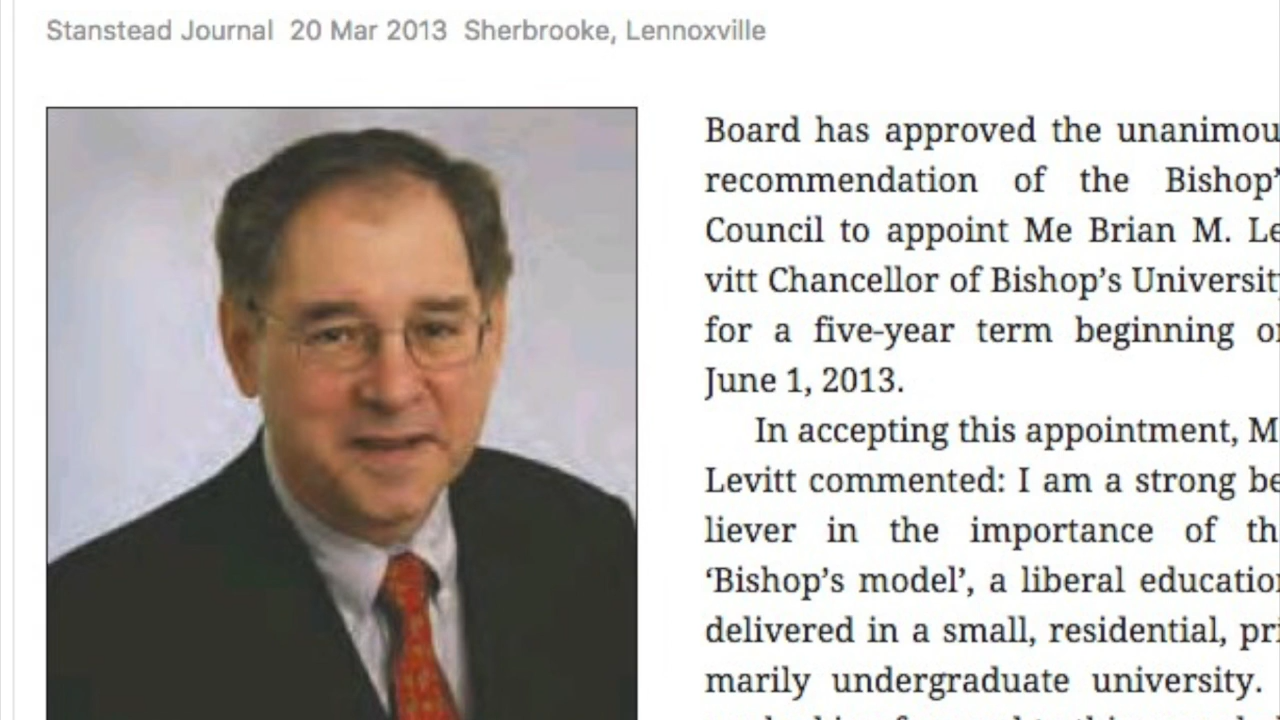 Stanstead Journal 20 Mar 2013 Sherbrooke, Lennoxville
Board has approved the unanimou
recommendation of the Bishop’
Council to appoint Me Brian M. Le
vitt Chancellor of Bishop’s Universit
for a five-year term beginning o
June 1, 2013.
In accepting this appointment, M
Levitt commented: I am a strong be
liever in the importance of th
‘Bishop’s model’, a liberal educatio
delivered in a small, residential, pri
marily undergraduate university.